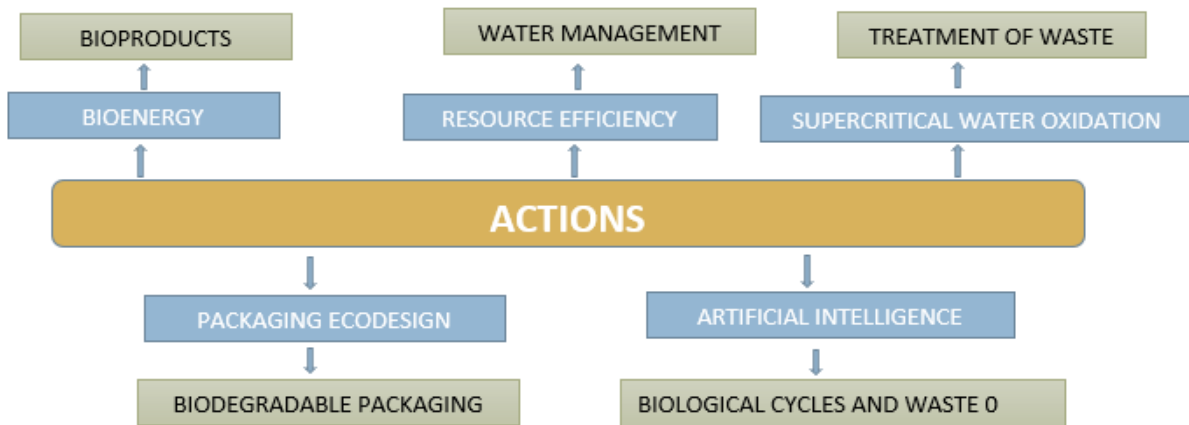 BIOPRODUCTS
WATER MANAGEMENT
TREATMENT OF WASTE
BIOENERGY
RESOURCE EFFICIENCY
SUPERCRITICAL WATER OXIDATION
ACTIONS
PACKAGING ECODESIGN
ARTIFICIAL INTELLIGENCE
BIODEGRADABLE PACKAGING
BIOLOGICAL CYCLES AND WASTE 0